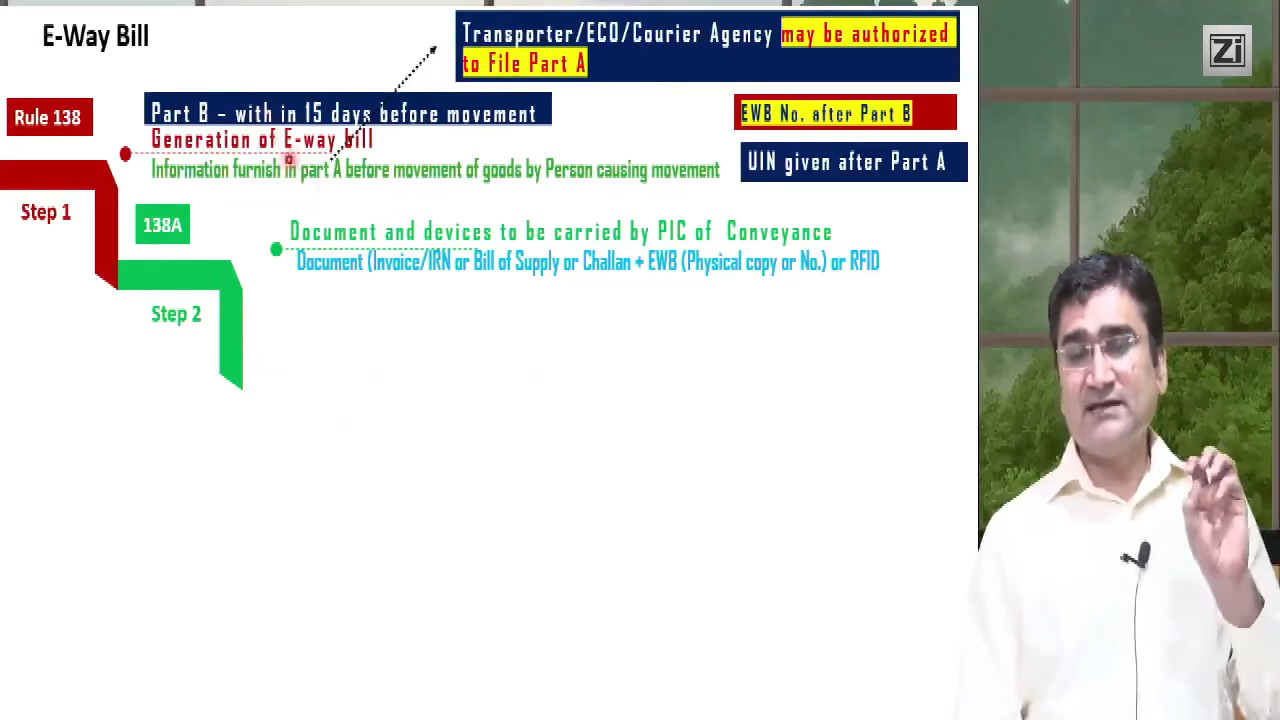 E-Way Bill
Transporter/ECO/Courier Agency may be authorized
to File Part A
Zi
Rule 138
Part B – with in 15 days before movement
EWB No. after Part B
Generation of E-way bill
Information furnish in part A before movement of goods by Person causing movement
UIN given after Part A
Step 1
138A
Document and devices to be carried by PIC of Conveyance
Document (Invoice/IRN or Bill of Supply or Challan + EWB (Physical copy or No.) or RFID
Step 2